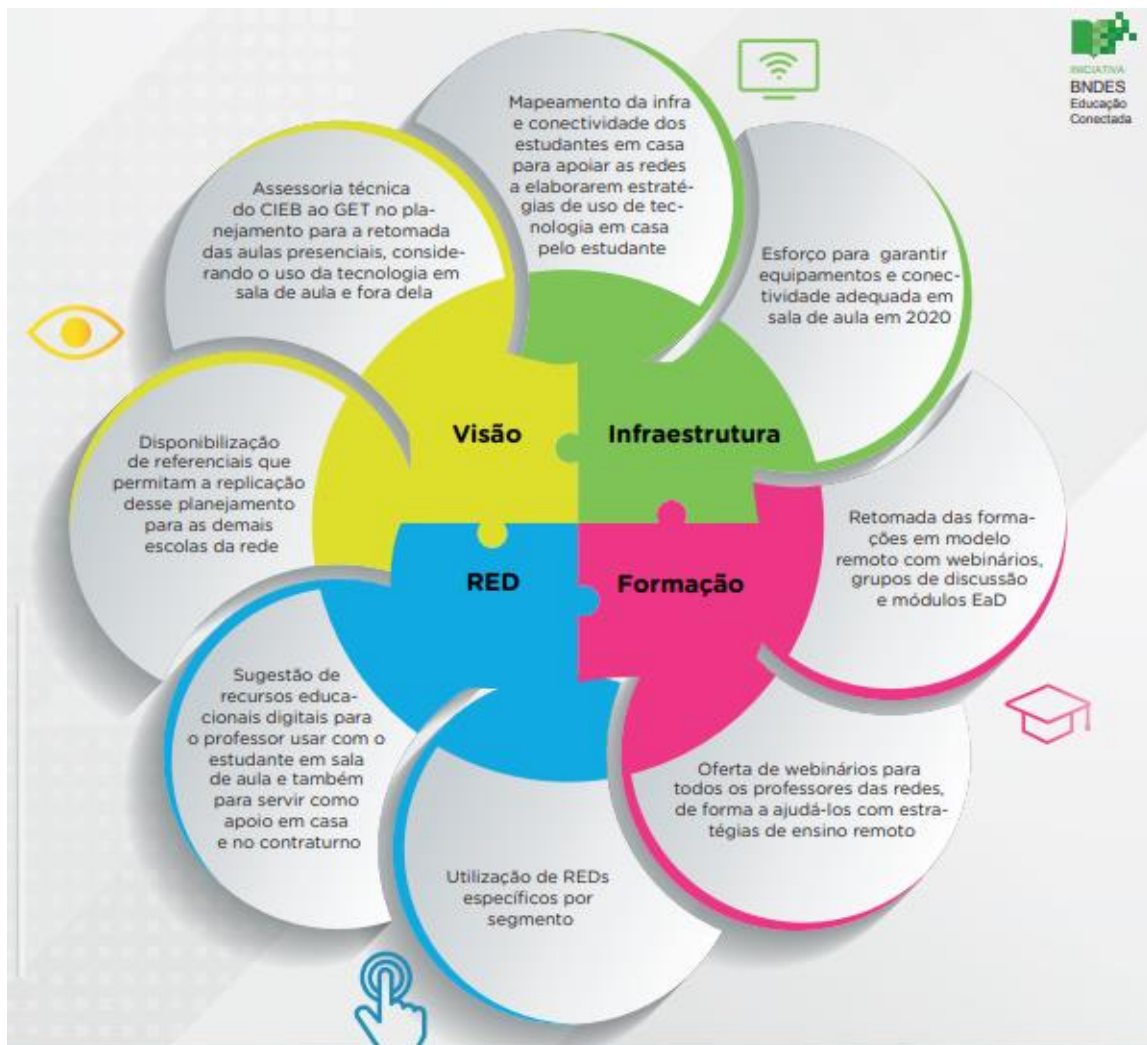 INICIATIVA
BNDES
Educação
Conectada
Mapeamento da infra
e conectividade dos
estudantes em casa
para apoiar as redes
a elaborarem estraté-
gias de uso de tec-
nologia em casa
pelo estudante
Assessoria técnica
do CIEB ao GET no pla-
nejamento para a retomada
das aulas presenciais, conside-
rando o uso da tecnologia em
sala de aula e fora dela
Esforço para garantir
equipamentos e conec-
tividade adequada em
sala de aula em 2020
Visão
Infraestrutura
Disponibilização
de referenciais que
permitam a replicação
desse planejamento
para as demais
escolas da rede
Retomada das forma-
ções em modelo
remoto com webinários,
grupos de discussão
e módulos EaD
RED
Formação
Sugestão de
recursos educa-
cionais digitais para
o professor usar com o
estudante em sala
de aula e também
para servir como
apoio em casa
e no contraturno
Oferta de webinários para
todos os professores das redes,
de forma a ajudá-los com estra-
tégias de ensino remoto
Utilização de REDs
específicos por
segmento